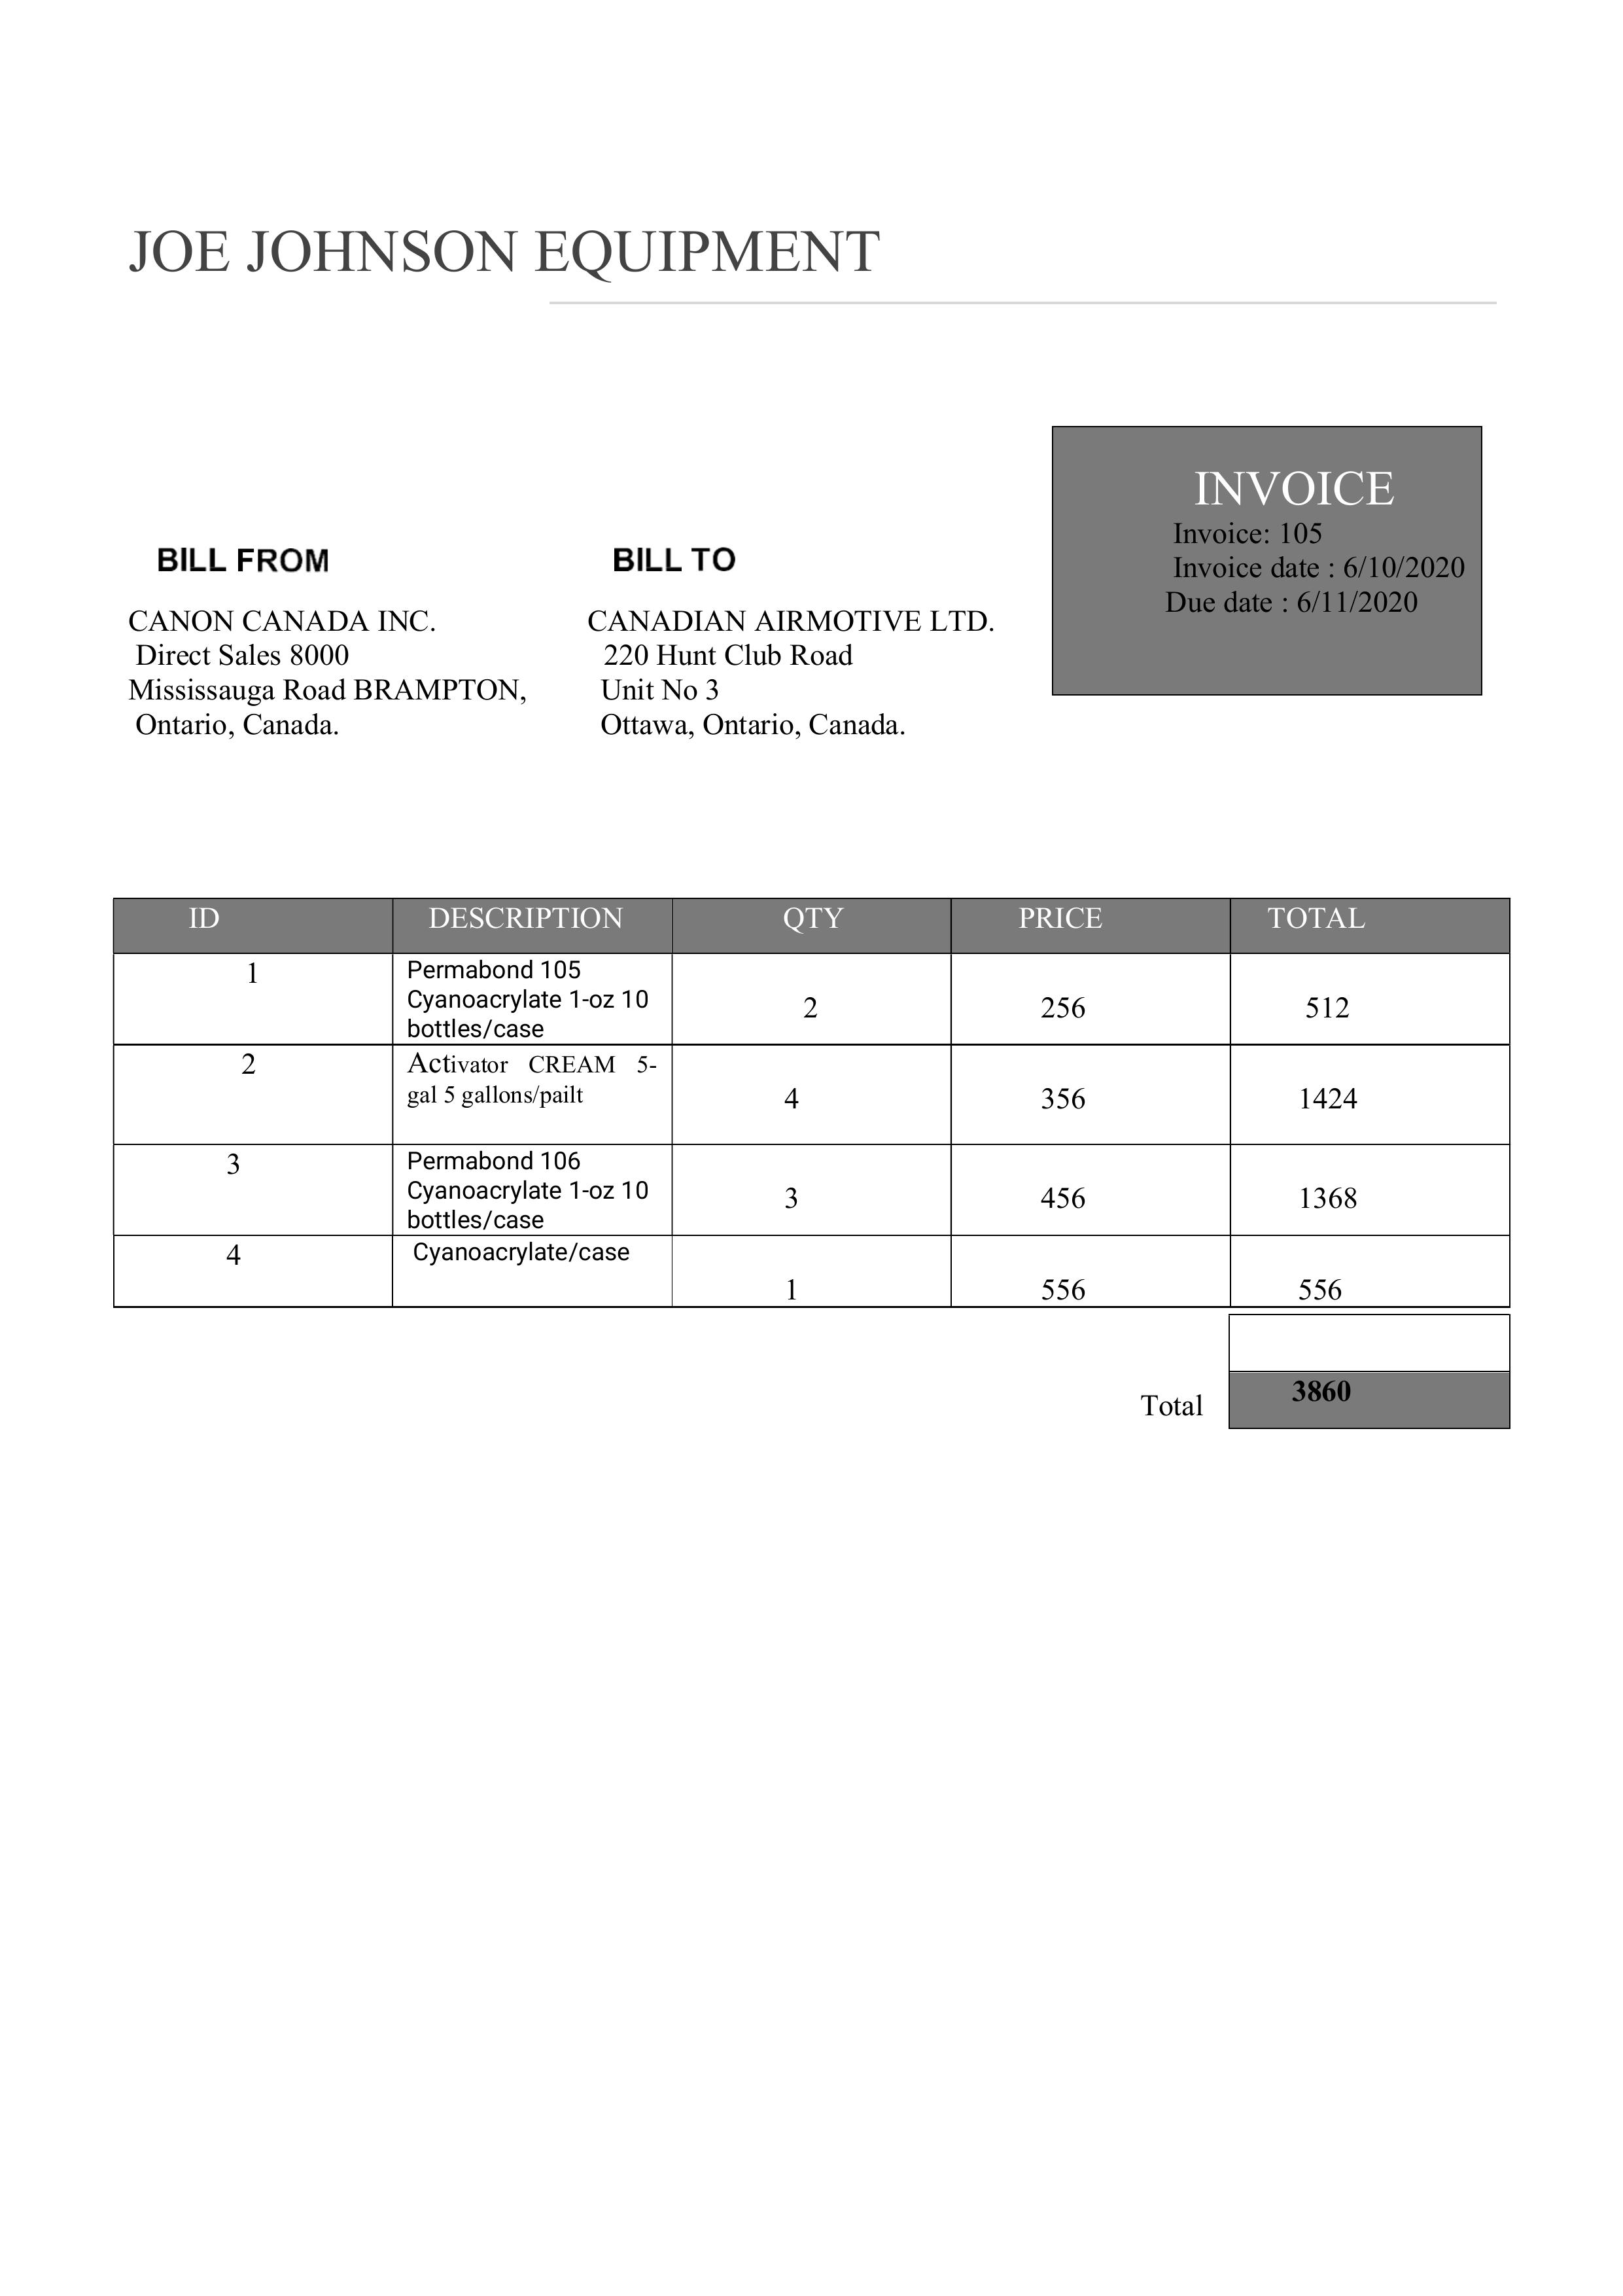 JOE JOHNSON EQUIPMENT
INVOICE
Invoice: 105
Invoice date : 6/10/2020
Due date : 6/11/2020
BILL FROM
CANON CANADA INC.
Direct Sales 8000
Mississauga Road BRAMPTON,
Ontario, Canada.
BILL TO
CANADIAN AIRMOTIVE LTD.
220 Hunt Club Road
Unit No 3
Ottawa, Ontario, Canada.
ID DESCRIPTION QTY PRICE TOTAL
1 Permabond 105
Cyanoacrylate 1-oz 10
bottles/case 2 256 512
2 Activator CREAM 5-
gal 5 gallons/pailt 4 356 1424
3 Permabond 106
Cyanoacrylate 1-oz 10
bottles/case 3 456 1368
4 Cyanoacrylate/case 1 556 556
Total 3860